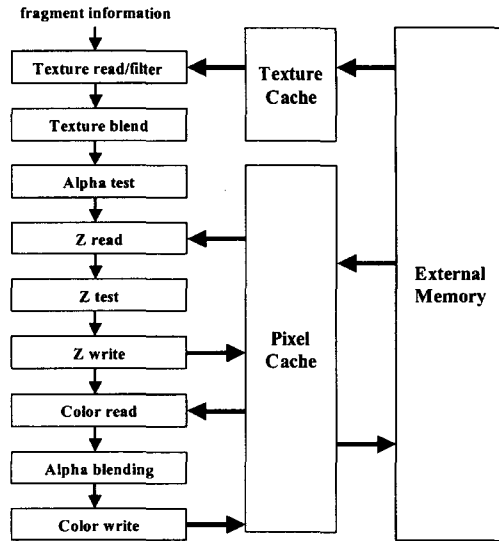 fragment information
Texture read/filter
Texture blend
Alpha test
Z read
Z test
Z write
Color read
Alpha blending
Color write
Texture
Cache
Pixel
Cache
External
Memory